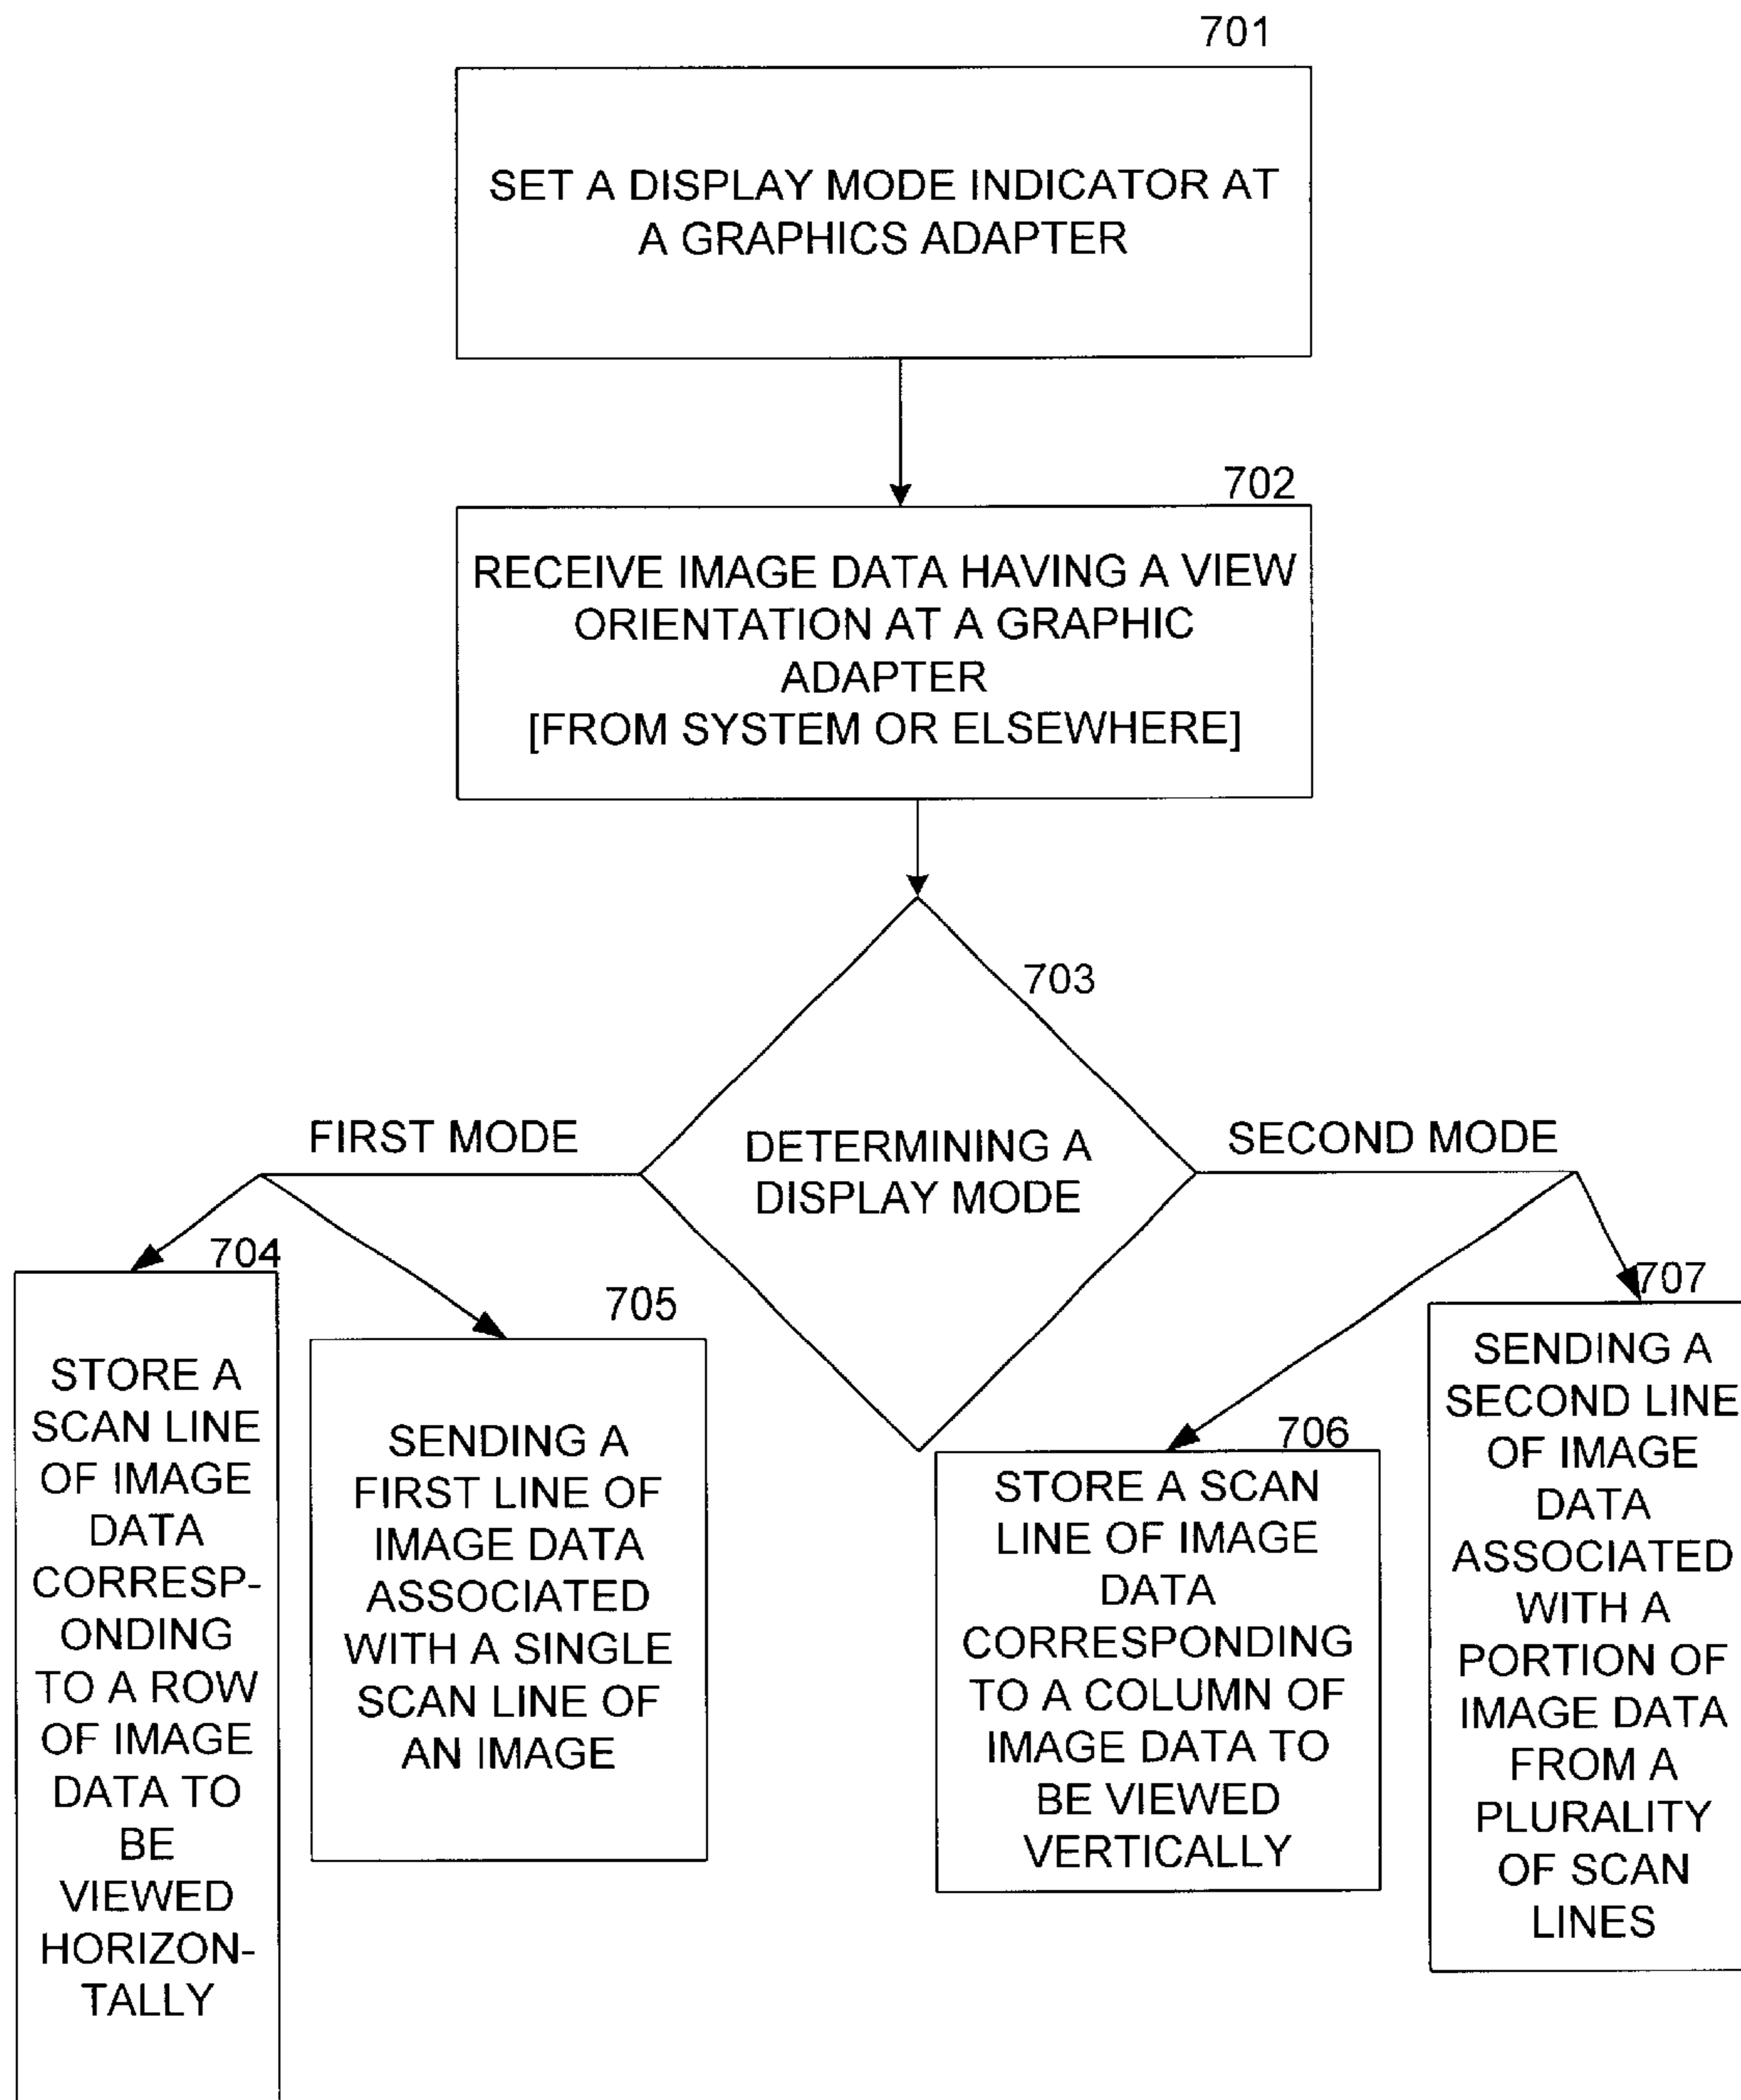 701
SET A DISPLAY MODE INDICATOR AT
A GRAPHICS ADAPTER
702
RECEIVE IMAGE DATA HAVING A VIEW
ORIENTATION AT A GRAPHIC
ADAPTER
[FROM SYSTEM OR ELSEWHERE]
703
DETERMINING A
DISPLAY MODE
FIRST MODE
SECOND MODE
704
STORE A
SCAN LINE
OF IMAGE
DATA
CORRESP-
ONDING
TO A ROW
OF IMAGE
DATA TO
BE
VIEWED
HORIZON-
TALLY
705
SENDING A
FIRST LINE OF
IMAGE DATA
ASSOCIATED
WITH A SINGLE
SCAN LINE OF
AN IMAGE
706
STORE A SCAN
LINE OF IMAGE
DATA
CORRESPONDING
TO A COLUMN OF
IMAGE DATA TO
BE VIEWED
VERTICALLY
707
SENDING A
SECOND LINE
OF IMAGE
DATA
ASSOCIATED
WITH A
PORTION OF
IMAGE DATA
FROM A
PLURALITY
OF SCAN
LINES